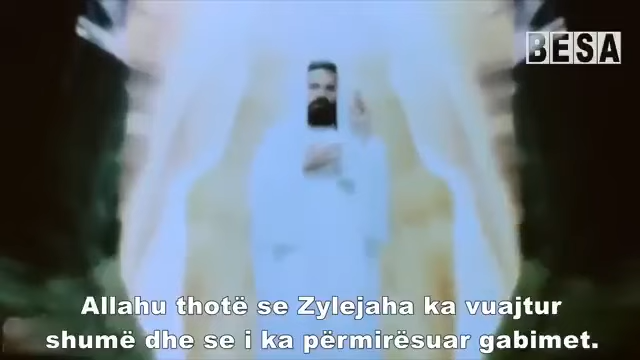 BESA
Allahu thotë se Zylejaha ka vuajtur
shumë dhe se i ka përmirësuar gabimet.